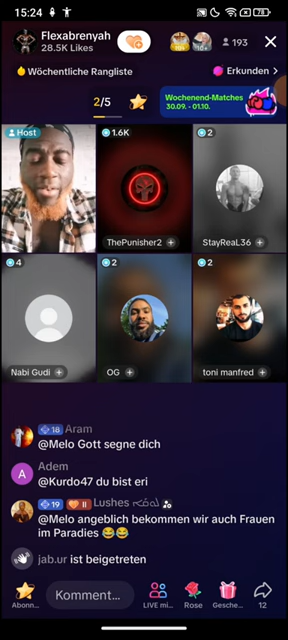 15:24
78
Flexabrenyah
28.5K Likes
193
Wöchentliche Rangliste
Erkunden >
2/5
Wochenend-Matches
30.09. - 01.10.
Host
1.6K
2
ThePunisher2 +
StayReaL36 +
4
2
2
Nabi Gudi +
OG +
toni manfred +
18 Aram
@Melo Gott segne dich
A Adem
@Kurdo47 du bist eri
19 II Lushes
@Melo angeblich bekommen wir auch Frauen
im Paradies 😂😂
jab.ur ist beigetreten
Abonn...
Komment...
LIVE mi...
Rose
Gesche...
12